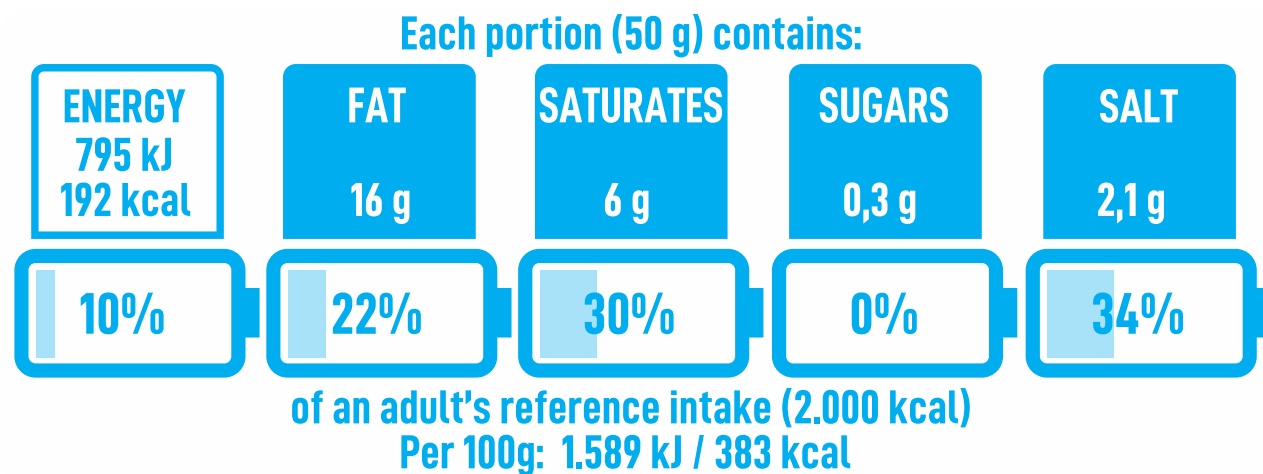 Each portion (50 g) contains:
ENERGY
795 kJ
192 kcal
FAT
16 g
SATURATES
6 g
SUGARS
0,3 g
SALT
2,1 g
10%
22%
30%
0%
34%
of an adult's reference intake (2.000 kcal)
Per 100g: 1.589 kJ / 383 kcal